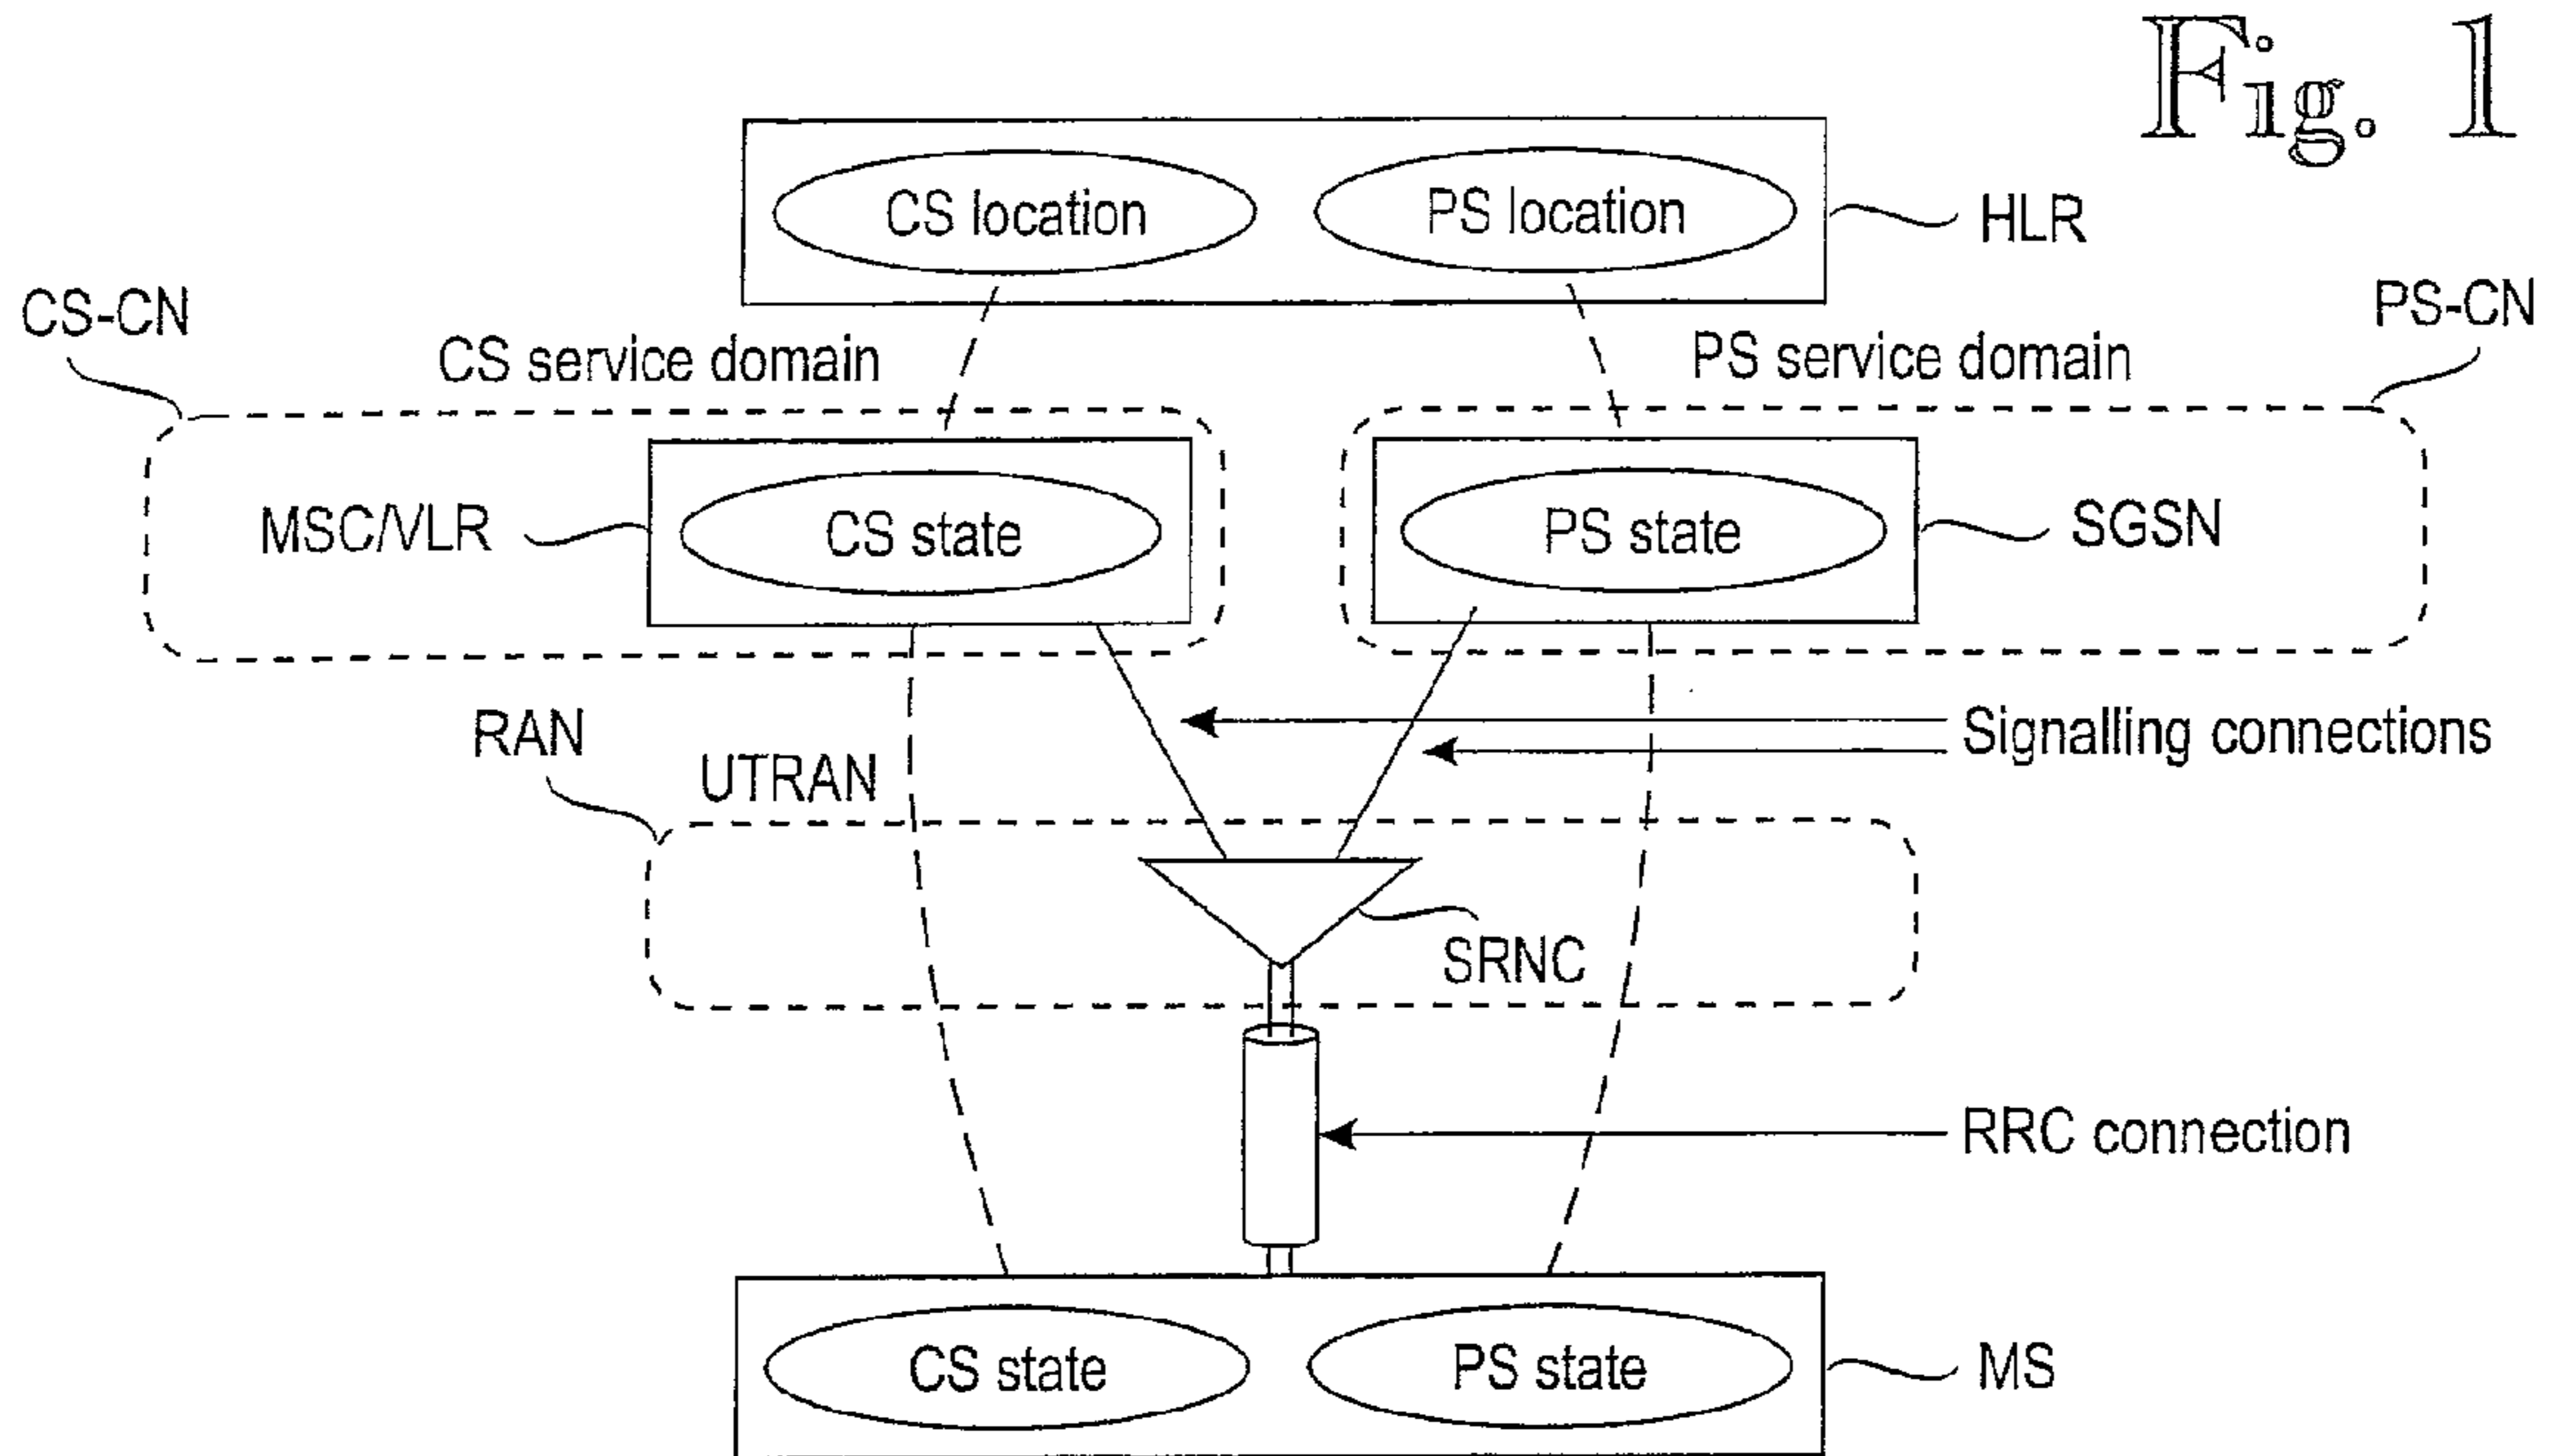 Fig. 1
CS location
PS location
HLR
CS-CN
PS-CN
CS service domain
PS service domain
MSC/VLR
CS state
PS state
SGSN
RAN
UTRAN
Signalling connections
SRNC
RRC connection
CS state
PS state
MS